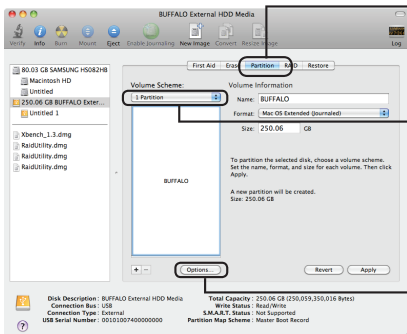 BUFFALO External HDD Media
Verify Info Burn Mount Eject Enable Journaling New Image Convert Resize Image Log
80.03 GB SAMSUNG HS082HB
Macintosh HD
Untitled
250.06 GB BUFFALO Exter...
Untitled 1
Xbench_1.3.dmg
RaidUtility.dmg
RaidUtility.dmg
RaidUtility.dmg
First Aid Erase Partition RAID Restore
Volume Scheme:
1 Partition
BUFFALO
Volume Information
Name: BUFFALO
Format: Mac OS Extended (Journaled)
Size: 250.06 GB
To partition the selected disk, choose a volume scheme.
Set the name, format, and size for each volume. Then click
Apply.
A new partition will be created.
Size: 250.06 GB
+ − Options... Revert Apply
Disk Description : BUFFALO External HDD Media
Connection Bus : USB
Connection Type : External
USB Serial Number : 00101007400000000
Total Capacity : 250.06 GB (250,059,350,016 Bytes)
Write Status : Read/Write
S.M.A.R.T. Status : Not Supported
Partition Map Scheme : Master Boot Record
?